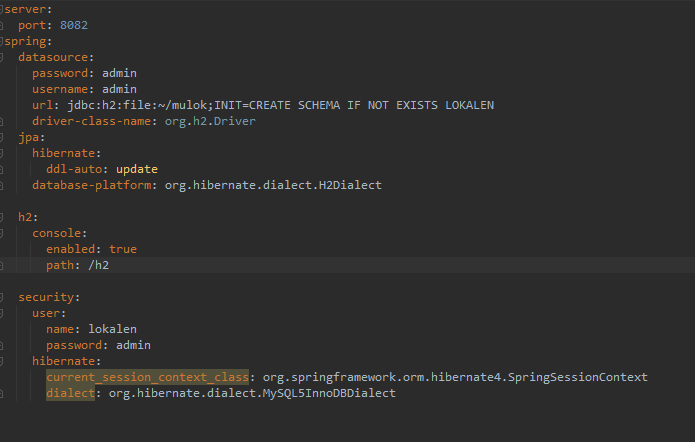 server:
  port: 8082
spring:
  datasource:
    password: admin
    username: admin
    url: jdbc:h2:file:~/mulok;INIT=CREATE SCHEMA IF NOT EXISTS LOKALEN
    driver-class-name: org.h2.Driver
  jpa:
    hibernate:
      ddl-auto: update
    database-platform: org.hibernate.dialect.H2Dialect
  h2:
    console:
      enabled: true
      path: /h2
  security:
    user:
      name: lokalen
      password: admin
    hibernate:
      current_session_context_class: org.springframework.orm.hibernate4.SpringSessionContext
      dialect: org.hibernate.dialect.MySQL5InnoDBDialect